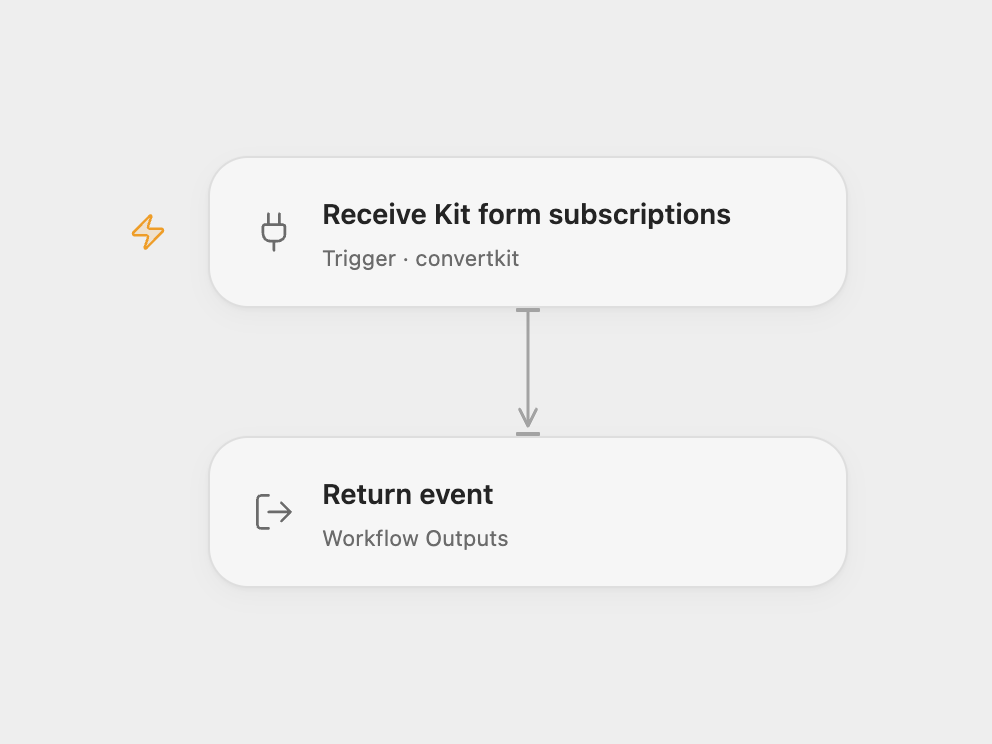 Receive Kit form subscriptions
Trigger · convertkit
Return event
Workflow Outputs